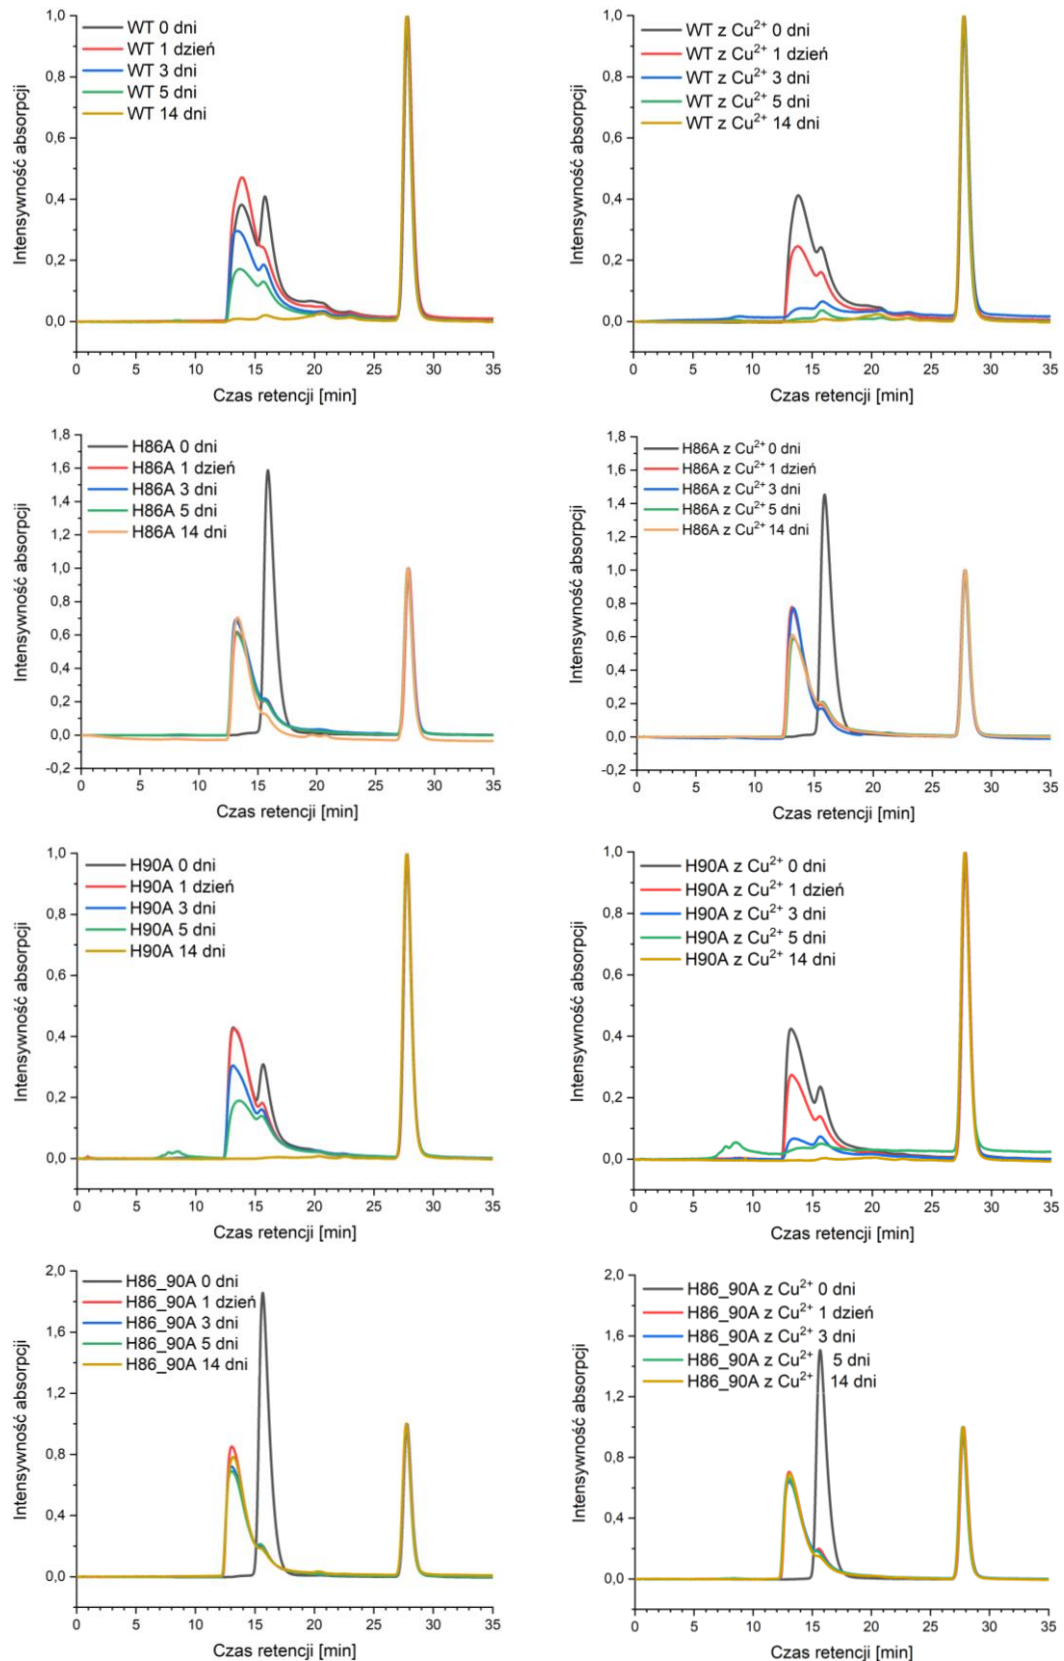 WT 0 dni
WT 1 dzień
WT 3 dni
WT 5 dni
WT 14 dni
1,0
0,8
0,6
0,4
0,2
0,0
Intensywność absorpcji
0 5 10 15 20 25 30 35
Czas retencji [min]
WT z Cu²⁺ 0 dni
WT z Cu²⁺ 1 dzień
WT z Cu²⁺ 3 dni
WT z Cu²⁺ 5 dni
WT z Cu²⁺ 14 dni
1,0
0,8
0,6
0,4
0,2
0,0
Intensywność absorpcji
0 5 10 15 20 25 30 35
Czas retencji [min]
H86A 0 dni
H86A 1 dzień
H86A 3 dni
H86A 5 dni
H86A 14 dni
1,8
1,6
1,4
1,2
1,0
0,8
0,6
0,4
0,2
0,0
-0,2
Intensywność absorpcji
0 5 10 15 20 25 30 35
Czas retencji [min]
H86A z Cu²⁺ 0 dni
H86A z Cu²⁺ 1 dzień
H86A z Cu²⁺ 3 dni
H86A z Cu²⁺ 5 dni
H86A z Cu²⁺ 14 dni
1,8
1,6
1,4
1,2
1,0
0,8
0,6
0,4
0,2
0,0
-0,2
Intensywność absorpcji
0 5 10 15 20 25 30 35
Czas retencji [min]
H90A 0 dni
H90A 1 dzień
H90A 3 dni
H90A 5 dni
H90A 14 dni
1,0
0,8
0,6
0,4
0,2
0,0
Intensywność absorpcji
0 5 10 15 20 25 30 35
Czas retencji [min]
H90A z Cu²⁺ 0 dni
H90A z Cu²⁺ 1 dzień
H90A z Cu²⁺ 3 dni
H90A z Cu²⁺ 5 dni
H90A z Cu²⁺ 14 dni
1,0
0,8
0,6
0,4
0,2
0,0
Intensywność absorpcji
0 5 10 15 20 25 30 35
Czas retencji [min]
H86_90A 0 dni
H86_90A 1 dzień
H86_90A 3 dni
H86_90A 5 dni
H86_90A 14 dni
2,0
1,6
1,2
0,8
0,4
0,0
Intensywność absorpcji
0 5 10 15 20 25 30 35
Czas retencji [min]
H86_90A z Cu²⁺ 0 dni
H86_90A z Cu²⁺ 1 dzień
H86_90A z Cu²⁺ 3 dni
H86_90A z Cu²⁺ 5 dni
H86_90A z Cu²⁺ 14 dni
2,0
1,6
1,2
0,8
0,4
0,0
Intensywność absorpcji
0 5 10 15 20 25 30 35
Czas retencji [min]